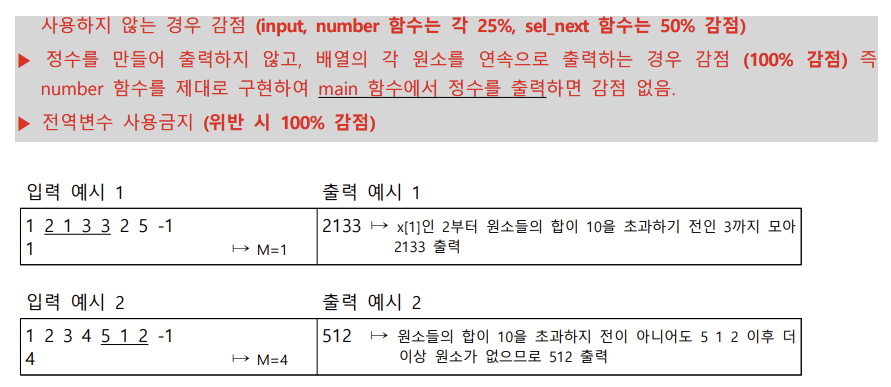 사용하지 않는 경우 감점 (input, number 함수는 각 25%, sel_next 함수는 50% 감점)
▶ 정수를 만들어 출력하지 않고, 배열의 각 원소를 연속으로 출력하는 경우 감점 (100% 감점) 즉
number 함수를 제대로 구현하여 main 함수에서 정수를 출력하면 감점 없음.
▶ 전역변수 사용금지 (위반 시 100% 감점)
입력 예시 1
1 2 1 3 3 2 5 -1
1 ↦ M=1
출력 예시 1
2133 ↦ x[1]인 2부터 원소들의 합이 10을 초과하기 전인 3까지 모아
2133 출력
입력 예시 2
1 2 3 4 5 1 2 -1
4 ↦ M=4
출력 예시 2
512 ↦ 원소들의 합이 10을 초과하지 전이 아니어도 5 1 2 이후 더
이상 원소가 없으므로 512 출력